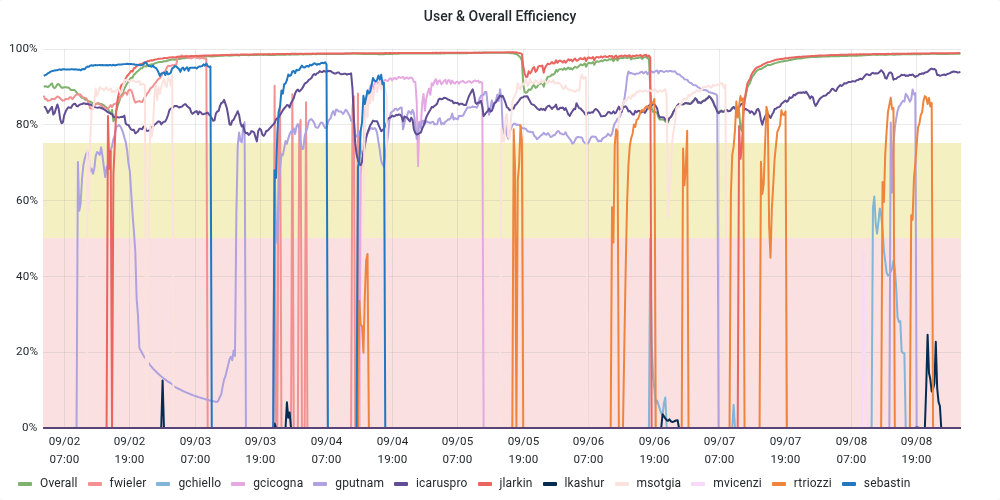 User & Overall Efficiency
100%
80%
60%
40%
20%
0%
09/02 09/02 09/03 09/03 09/04 09/04 09/05 09/05 09/06 09/06 09/07 09/07 09/08 09/08
07:00 19:00 07:00 19:00 07:00 19:00 07:00 19:00 07:00 19:00 07:00 19:00 07:00 19:00
Overall fwieler gchiello gcicogna gputnam icaruspro jlarkin lkashur msotgia mvicenzi rtriozzi sebastin